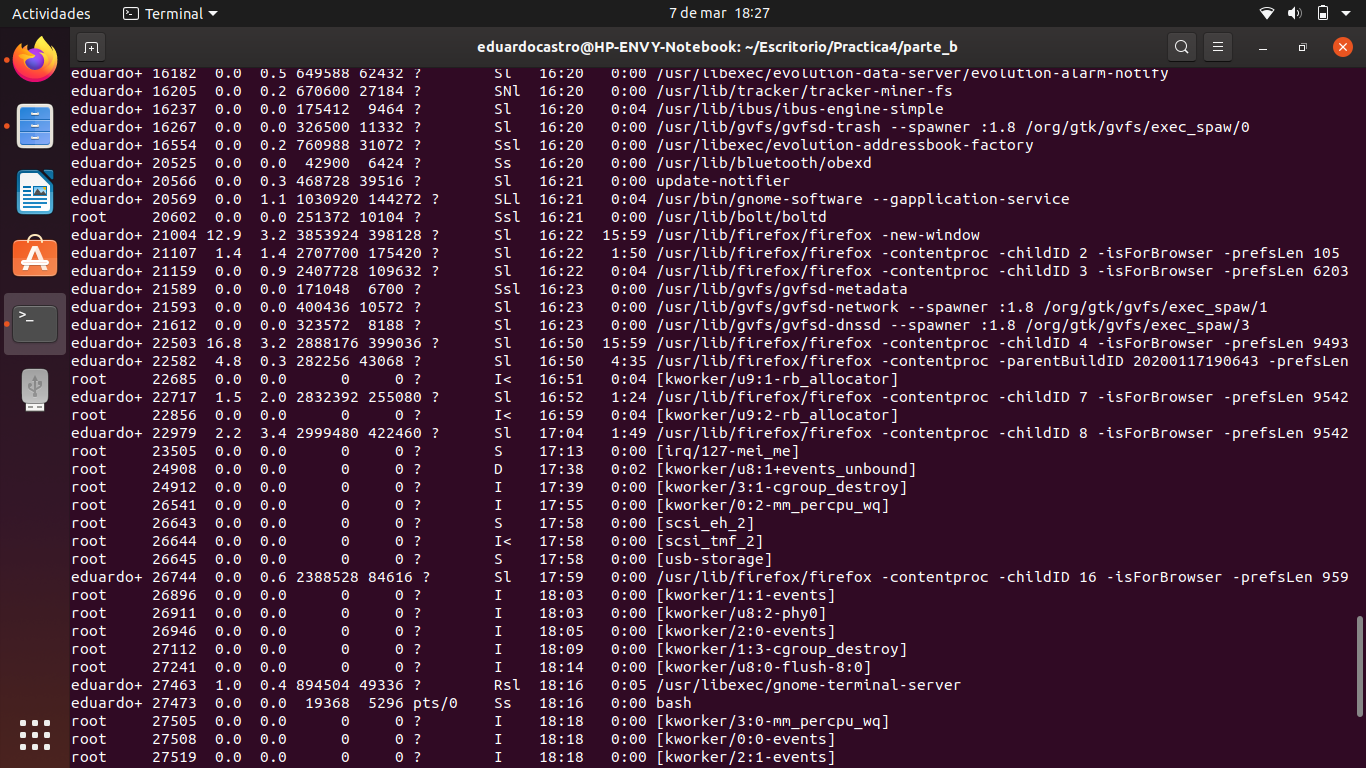 Actividades Terminal 7 de mar 18:27
eduardocastro@HP-ENVY-Notebook: ~/Escritorio/Practica4/parte_b
eduardo+ 16182  0.0  0.5 649588 62432 ?        Sl   16:20   0:00 /usr/libexec/evolution-data-server/evolution-alarm-notify
eduardo+ 16205  0.0  0.2 670600 27184 ?        SNl  16:20   0:00 /usr/lib/tracker/tracker-miner-fs
eduardo+ 16237  0.0  0.0 175412  9464 ?        Sl   16:20   0:04 /usr/lib/ibus/ibus-engine-simple
eduardo+ 16267  0.0  0.0 326500 11332 ?        Sl   16:20   0:00 /usr/lib/gvfs/gvfsd-trash --spawner :1.8 /org/gtk/gvfs/exec_spaw/0
eduardo+ 16554  0.0  0.2 760988 31072 ?        Ssl  16:20   0:00 /usr/libexec/evolution-addressbook-factory
eduardo+ 20525  0.0  0.0  42900  6424 ?        Ss   16:20   0:00 /usr/lib/bluetooth/obexd
eduardo+ 20566  0.0  0.3 468728 39516 ?        Sl   16:21   0:00 update-notifier
eduardo+ 20569  0.0  1.1 1030920 144272 ?      SLl  16:21   0:04 /usr/bin/gnome-software --gapplication-service
root     20602  0.0  0.0 251372 10104 ?        Ssl  16:21   0:00 /usr/lib/bolt/boltd
eduardo+ 21004 12.9  3.2 3853924 398128 ?      Sl   16:22  15:59 /usr/lib/firefox/firefox -new-window
eduardo+ 21107  1.4  1.4 2707700 175420 ?      Sl   16:22   1:50 /usr/lib/firefox/firefox -contentproc -childID 2 -isForBrowser -prefsLen 105
eduardo+ 21159  0.0  0.9 2407728 109632 ?      Sl   16:22   0:04 /usr/lib/firefox/firefox -contentproc -childID 3 -isForBrowser -prefsLen 6203
eduardo+ 21589  0.0  0.0 171048  6700 ?        Ssl  16:23   0:00 /usr/lib/gvfs/gvfsd-metadata
eduardo+ 21593  0.0  0.0 400436 10572 ?        Sl   16:23   0:00 /usr/lib/gvfs/gvfsd-network --spawner :1.8 /org/gtk/gvfs/exec_spaw/1
eduardo+ 21612  0.0  0.0 323572  8188 ?        Sl   16:23   0:00 /usr/lib/gvfs/gvfsd-dnssd --spawner :1.8 /org/gtk/gvfs/exec_spaw/3
eduardo+ 22503 16.8  3.2 2888176 399036 ?      Sl   16:50  15:59 /usr/lib/firefox/firefox -contentproc -childID 4 -isForBrowser -prefsLen 9493
eduardo+ 22582  4.8  0.3 282256 43068 ?        Sl   16:50   4:35 /usr/lib/firefox/firefox -contentproc -parentBuildID 20200117190643 -prefsLen
root     22685  0.0  0.0      0     0 ?        I<   16:51   0:04 [kworker/u9:1-rb_allocator]
eduardo+ 22717  1.5  2.0 2832392 255080 ?      Sl   16:52   1:24 /usr/lib/firefox/firefox -contentproc -childID 7 -isForBrowser -prefsLen 9542
root     22856  0.0  0.0      0     0 ?        I<   16:59   0:04 [kworker/u9:2-rb_allocator]
eduardo+ 22979  2.2  3.4 2999480 422460 ?      Sl   17:04   1:49 /usr/lib/firefox/firefox -contentproc -childID 8 -isForBrowser -prefsLen 9542
root     23505  0.0  0.0      0     0 ?        S    17:13   0:00 [irq/127-mei_me]
root     24908  0.0  0.0      0     0 ?        D    17:38   0:02 [kworker/u8:1+events_unbound]
root     24912  0.0  0.0      0     0 ?        I    17:39   0:00 [kworker/3:1-cgroup_destroy]
root     26541  0.0  0.0      0     0 ?        I    17:55   0:00 [kworker/0:2-mm_percpu_wq]
root     26643  0.0  0.0      0     0 ?        S    17:58   0:00 [scsi_eh_2]
root     26644  0.0  0.0      0     0 ?        I<   17:58   0:00 [scsi_tmf_2]
root     26645  0.0  0.0      0     0 ?        S    17:58   0:00 [usb-storage]
eduardo+ 26744  0.0  0.6 2388528 84616 ?       Sl   17:59   0:00 /usr/lib/firefox/firefox -contentproc -childID 16 -isForBrowser -prefsLen 959
root     26896  0.0  0.0      0     0 ?        I    18:03   0:00 [kworker/1:1-events]
root     26911  0.0  0.0      0     0 ?        I    18:03   0:00 [kworker/u8:2-phy0]
root     26946  0.0  0.0      0     0 ?        I    18:05   0:00 [kworker/2:0-events]
root     27112  0.0  0.0      0     0 ?        I    18:09   0:00 [kworker/1:3-cgroup_destroy]
root     27241  0.0  0.0      0     0 ?        I    18:14   0:00 [kworker/u8:0-flush-8:0]
eduardo+ 27463  1.0  0.4 894504 49336 ?        Rsl  18:16   0:05 /usr/libexec/gnome-terminal-server
eduardo+ 27473  0.0  0.0  19368  5296 pts/0    Ss   18:16   0:00 bash
root     27505  0.0  0.0      0     0 ?        I    18:18   0:00 [kworker/3:0-mm_percpu_wq]
root     27508  0.0  0.0      0     0 ?        I    18:18   0:00 [kworker/0:0-events]
root     27519  0.0  0.0      0     0 ?        I    18:18   0:00 [kworker/2:1-events]